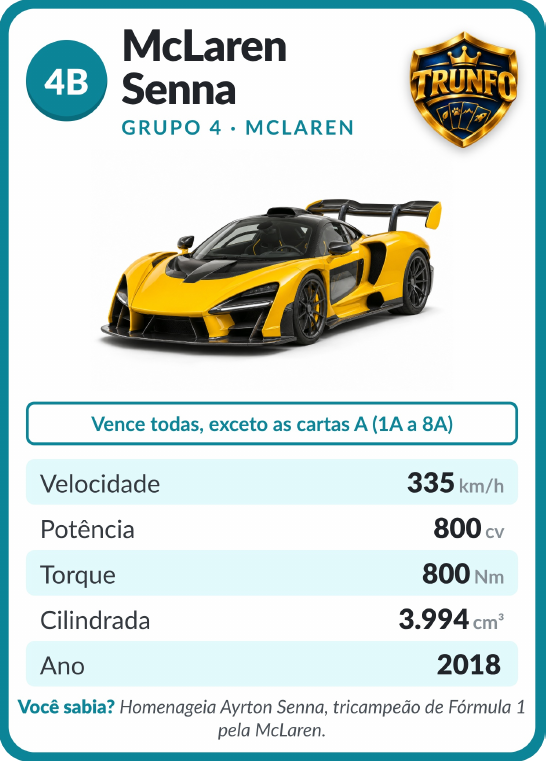 4B
McLaren
Senna
GRUPO 4 · MCLAREN
TRUNFO
Vence todas, exceto as cartas A (1A a 8A)
Velocidade 335 km/h
Potência 800 cv
Torque 800 Nm
Cilindrada 3.994 cm³
Ano 2018
Você sabia? Homenageia Ayrton Senna, tricampeão de Fórmula 1
pela McLaren.